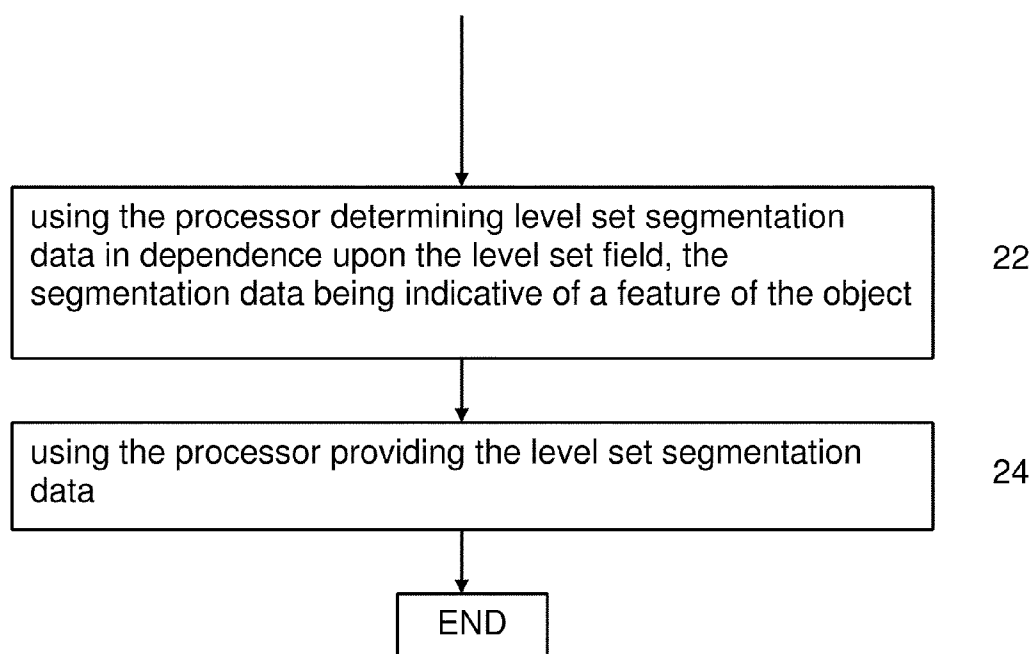 using the processor determining level set segmentation
data in dependence upon the level set field, the
segmentation data being indicative of a feature of the object
22
using the processor providing the level set segmentation
data
24
END